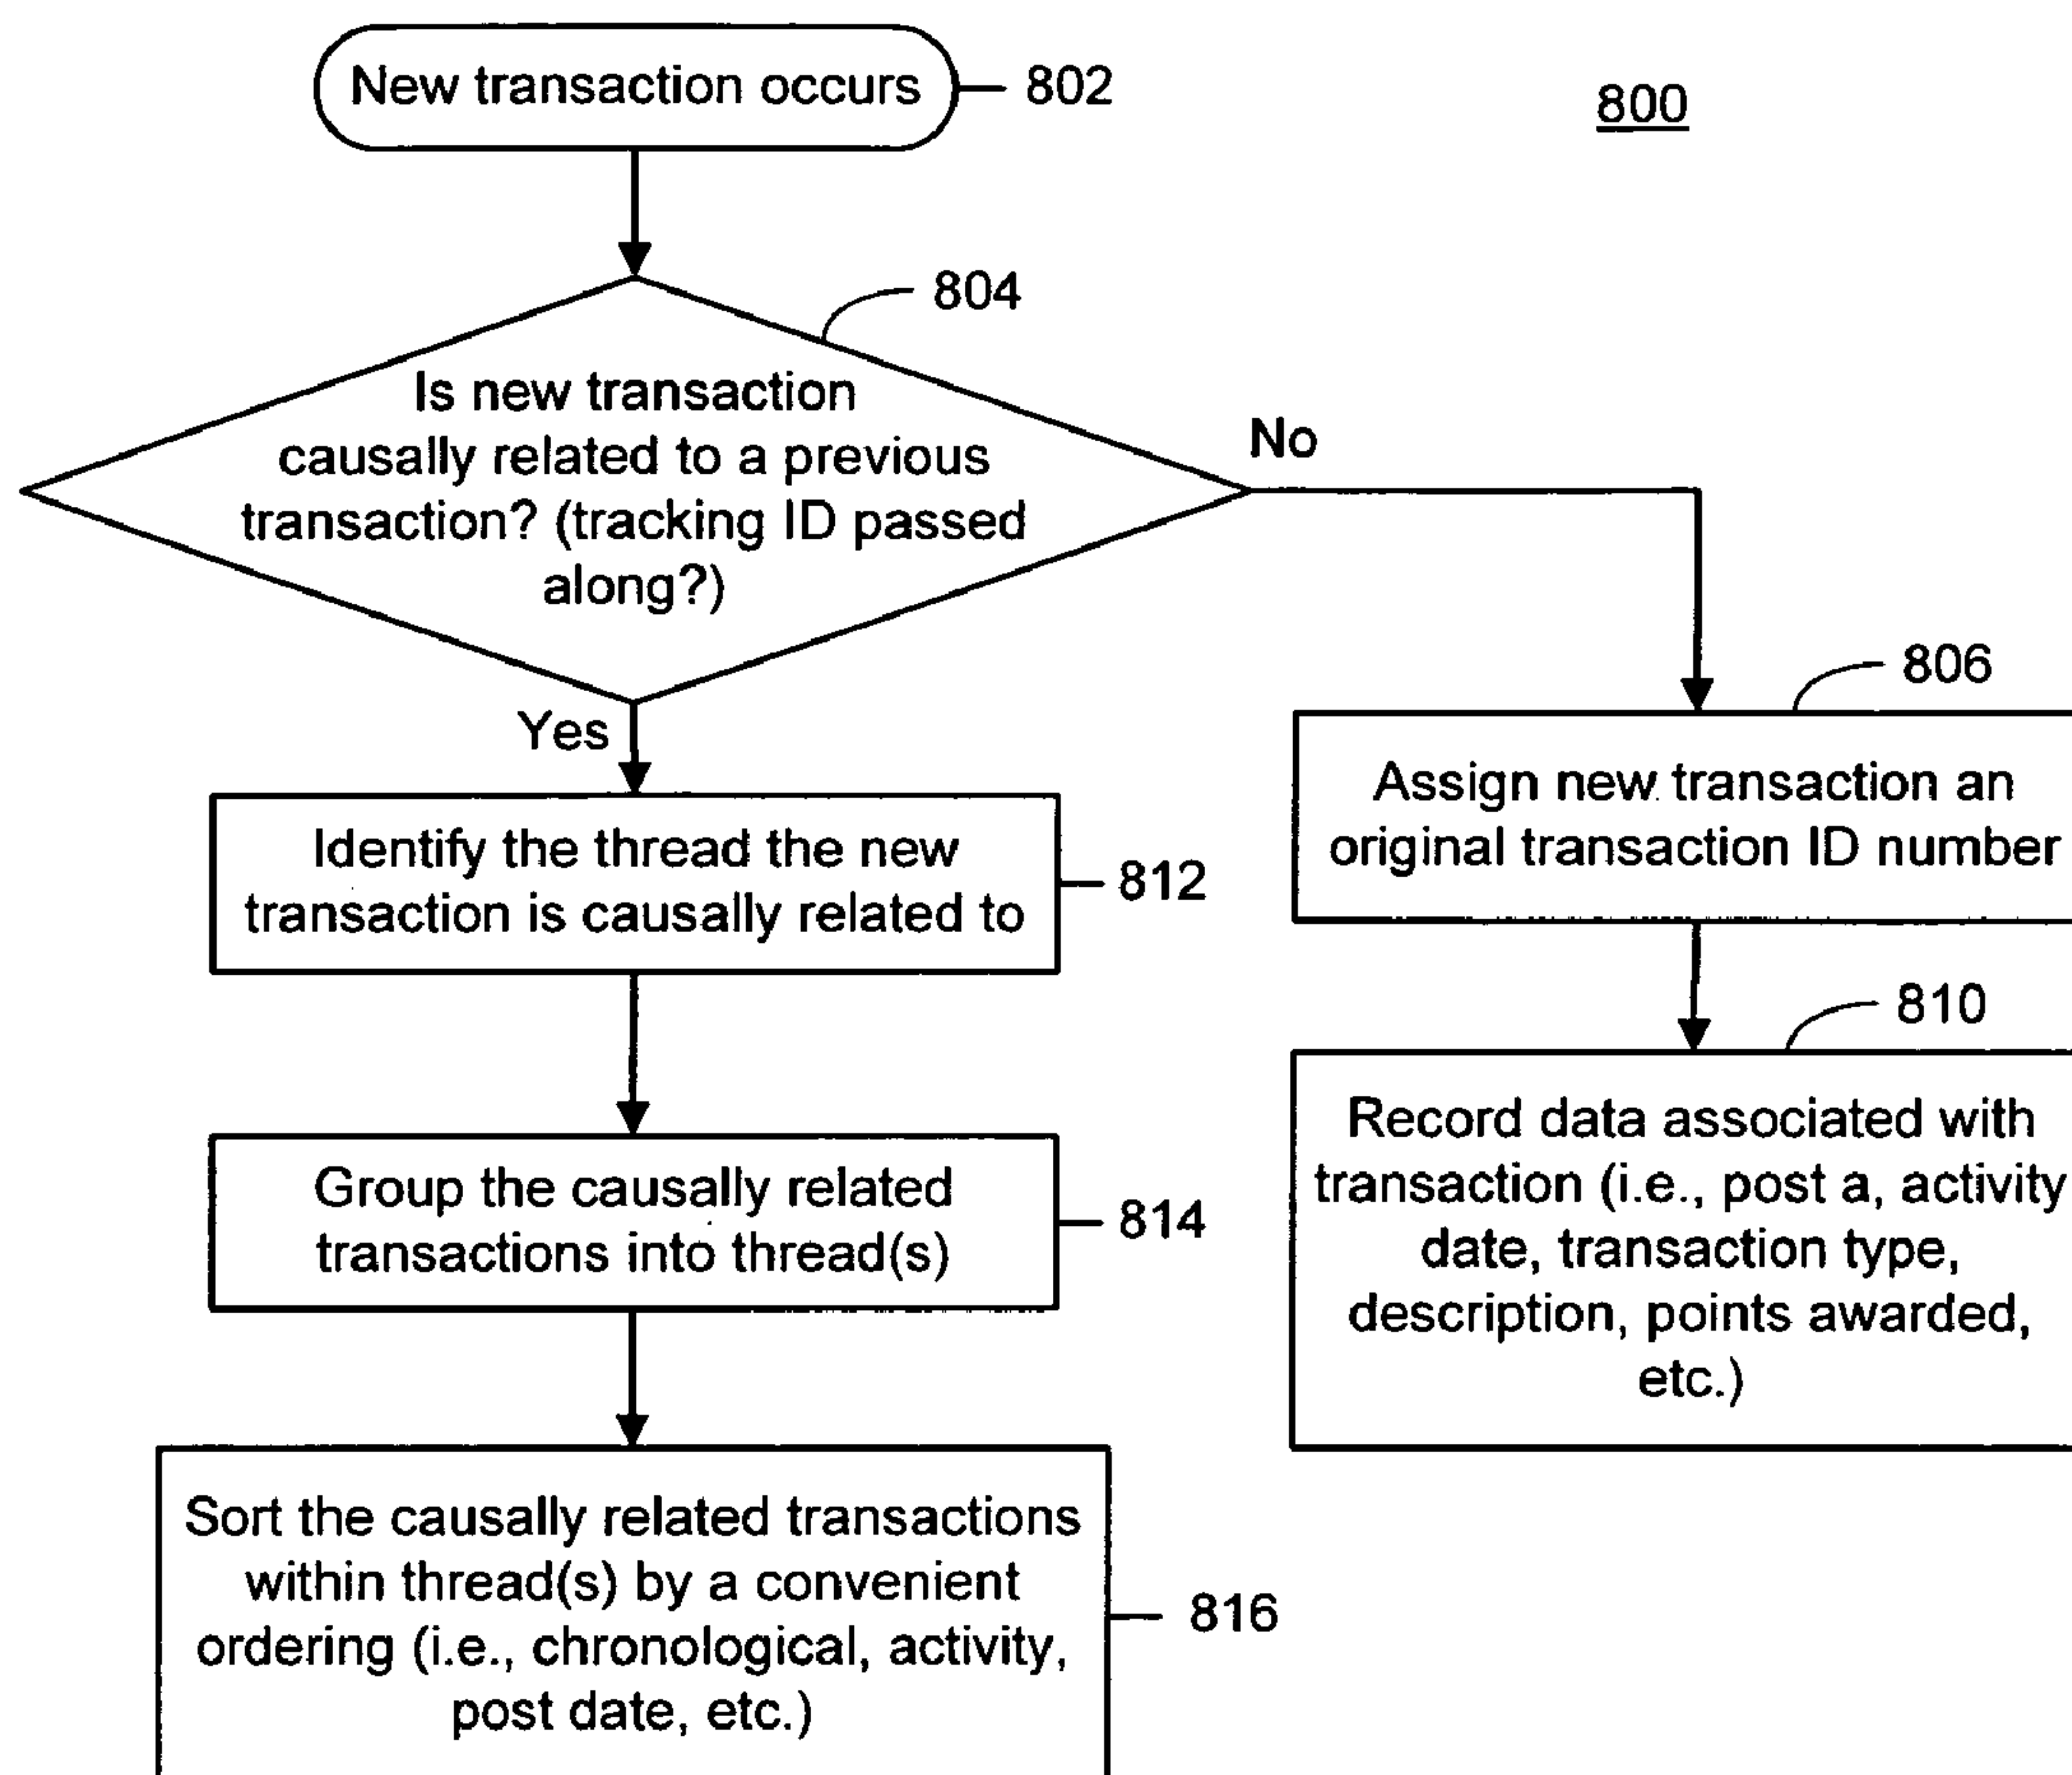 New transaction occurs
802
800
804
Is new transaction
causally related to a previous
transaction? (tracking ID passed
along?)
No
Yes
806
Assign new transaction an
original transaction ID number
Identify the thread the new
transaction is causally related to
812
810
Record data associated with
transaction (i.e., post a, activity
date, transaction type,
description, points awarded,
etc.)
Group the causally related
transactions into thread(s)
814
Sort the causally related transactions
within thread(s) by a convenient
ordering (i.e., chronological, activity,
post date, etc.)
816